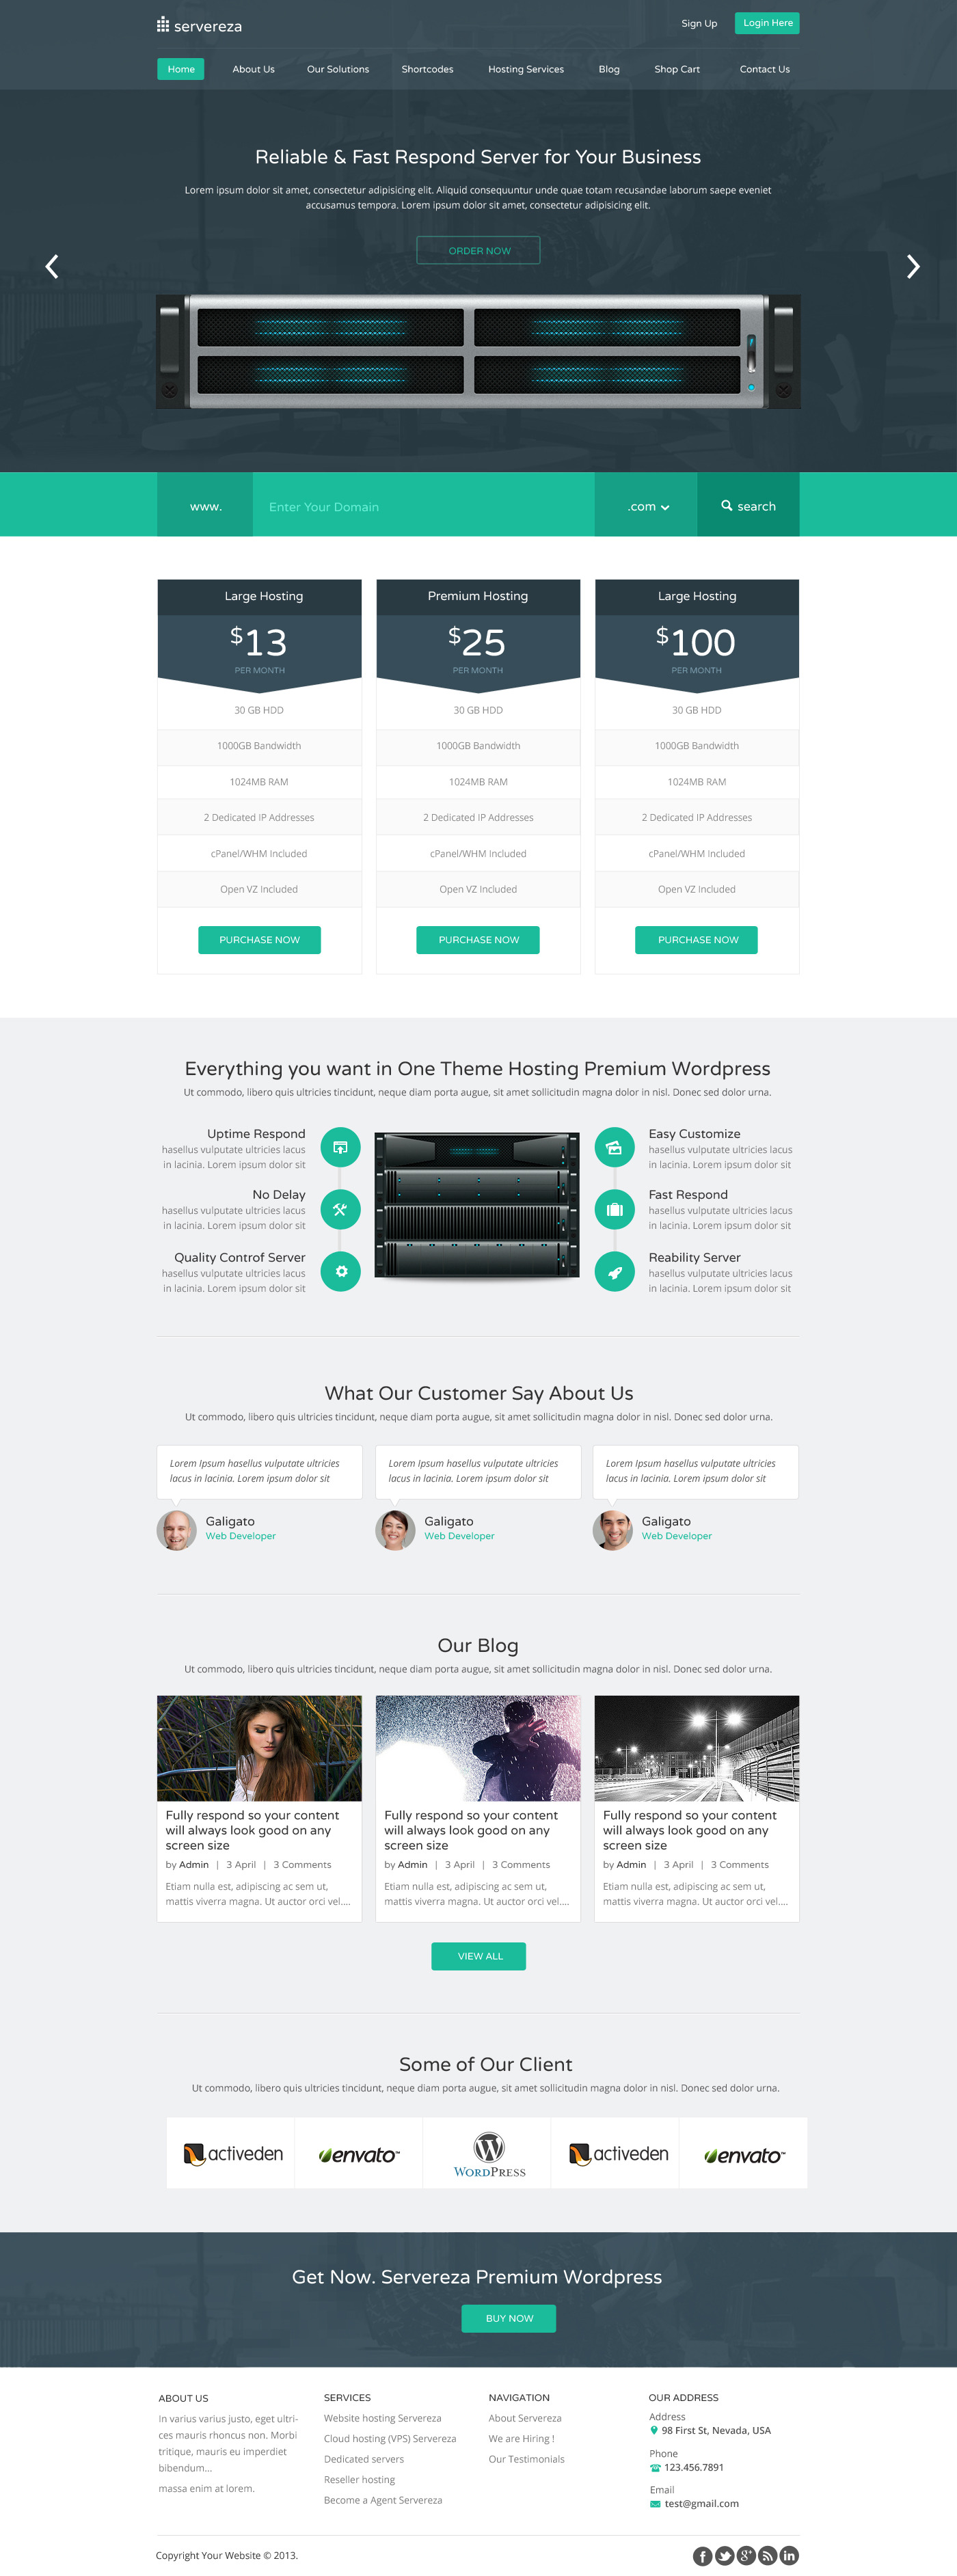 servereza
Sign Up
Login Here
Home
About Us
Our Solutions
Shortcodes
Hosting Services
Blog
Shop Cart
Contact Us
Reliable & Fast Respond Server for Your Business
Lorem ipsum dolor sit amet, consectetur adipisicing elit. Aliquid consequuntur unde quae totam recusandae laborum saepe eveniet
accusamus tempora. Lorem ipsum dolor sit amet, consectetur adipisicing elit.
ORDER NOW
www.
Enter Your Domain
.com
search
Large Hosting
$13
PER MONTH
30 GB HDD
1000GB Bandwidth
1024MB RAM
2 Dedicated IP Addresses
cPanel/WHM Included
Open VZ Included
PURCHASE NOW
Premium Hosting
$25
PER MONTH
30 GB HDD
1000GB Bandwidth
1024MB RAM
2 Dedicated IP Addresses
cPanel/WHM Included
Open VZ Included
PURCHASE NOW
Large Hosting
$100
PER MONTH
30 GB HDD
1000GB Bandwidth
1024MB RAM
2 Dedicated IP Addresses
cPanel/WHM Included
Open VZ Included
PURCHASE NOW
Everything you want in One Theme Hosting Premium Wordpress
Ut commodo, libero quis ultricies tincidunt, neque diam porta augue, sit amet sollicitudin magna dolor in nisl. Donec sed dolor urna.
Uptime Respond
hasellus vulputate ultricies lacus
in lacinia. Lorem ipsum dolor sit
No Delay
hasellus vulputate ultricies lacus
in lacinia. Lorem ipsum dolor sit
Quality Controf Server
hasellus vulputate ultricies lacus
in lacinia. Lorem ipsum dolor sit
Easy Customize
hasellus vulputate ultricies lacus
in lacinia. Lorem ipsum dolor sit
Fast Respond
hasellus vulputate ultricies lacus
in lacinia. Lorem ipsum dolor sit
Reability Server
hasellus vulputate ultricies lacus
in lacinia. Lorem ipsum dolor sit
What Our Customer Say About Us
Ut commodo, libero quis ultricies tincidunt, neque diam porta augue, sit amet sollicitudin magna dolor in nisl. Donec sed dolor urna.
Lorem Ipsum hasellus vulputate ultricies
lacus in lacinia. Lorem ipsum dolor sit
Galigato
Web Developer
Lorem Ipsum hasellus vulputate ultricies
lacus in lacinia. Lorem ipsum dolor sit
Galigato
Web Developer
Lorem Ipsum hasellus vulputate ultricies
lacus in lacinia. Lorem ipsum dolor sit
Galigato
Web Developer
Our Blog
Ut commodo, libero quis ultricies tincidunt, neque diam porta augue, sit amet sollicitudin magna dolor in nisl. Donec sed dolor urna.
Fully respond so your content
will always look good on any
screen size
by Admin | 3 April | 3 Comments
Etiam nulla est, adipiscing ac sem ut,
mattis viverra magna. Ut auctor orci vel....
Fully respond so your content
will always look good on any
screen size
by Admin | 3 April | 3 Comments
Etiam nulla est, adipiscing ac sem ut,
mattis viverra magna. Ut auctor orci vel....
Fully respond so your content
will always look good on any
screen size
by Admin | 3 April | 3 Comments
Etiam nulla est, adipiscing ac sem ut,
mattis viverra magna. Ut auctor orci vel....
VIEW ALL
Some of Our Client
Ut commodo, libero quis ultricies tincidunt, neque diam porta augue, sit amet sollicitudin magna dolor in nisl. Donec sed dolor urna.
activeden
envato™
WORDPRESS
activeden
envato™
Get Now. Servereza Premium Wordpress
BUY NOW
ABOUT US
In varius varius justo, eget ultri-
ces mauris rhoncus non. Morbi
tritique, mauris eu imperdiet
bibendum...
massa enim at lorem.
SERVICES
Website hosting Servereza
Cloud hosting (VPS) Servereza
Dedicated servers
Reseller hosting
Become a Agent Servereza
NAVIGATION
About Servereza
We are Hiring !
Our Testimonials
OUR ADDRESS
Address
98 First St, Nevada, USA
Phone
123.456.7891
Email
test@gmail.com
Copyright Your Website © 2013.